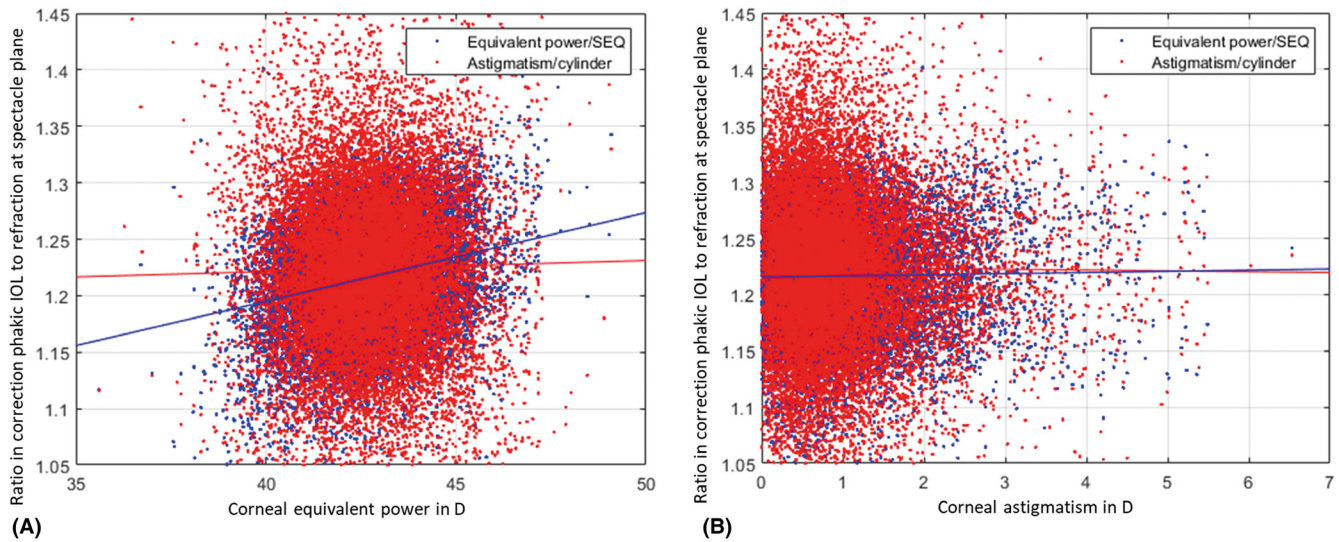 Ratio in correction phakic IOL to refraction at spectacle plane
1.45
1.4
1.35
1.3
1.25
1.2
1.15
1.1
1.05
Equivalent power/SEQ
Astigmatism/cylinder
35 40 45 50
Corneal equivalent power in D
(A)
Ratio in correction phakic IOL to refraction at spectacle plane
1.45
1.4
1.35
1.3
1.25
1.2
1.15
1.1
1.05
Equivalent power/SEQ
Astigmatism/cylinder
0 1 2 3 4 5 6 7
Corneal astigmatism in D
(B)